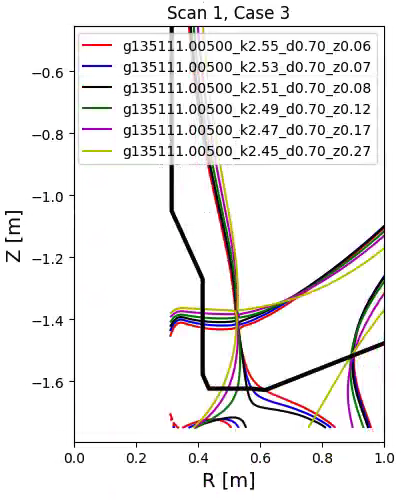 Scan 1, Case 3
g135111.00500_k2.55_d0.70_z0.06
g135111.00500_k2.53_d0.70_z0.07
g135111.00500_k2.51_d0.70_z0.08
g135111.00500_k2.49_d0.70_z0.12
g135111.00500_k2.47_d0.70_z0.17
g135111.00500_k2.45_d0.70_z0.27
−0.6
−0.8
−1.0
−1.2
−1.4
−1.6
Z [m]
0.0 0.2 0.4 0.6 0.8 1.0
R [m]